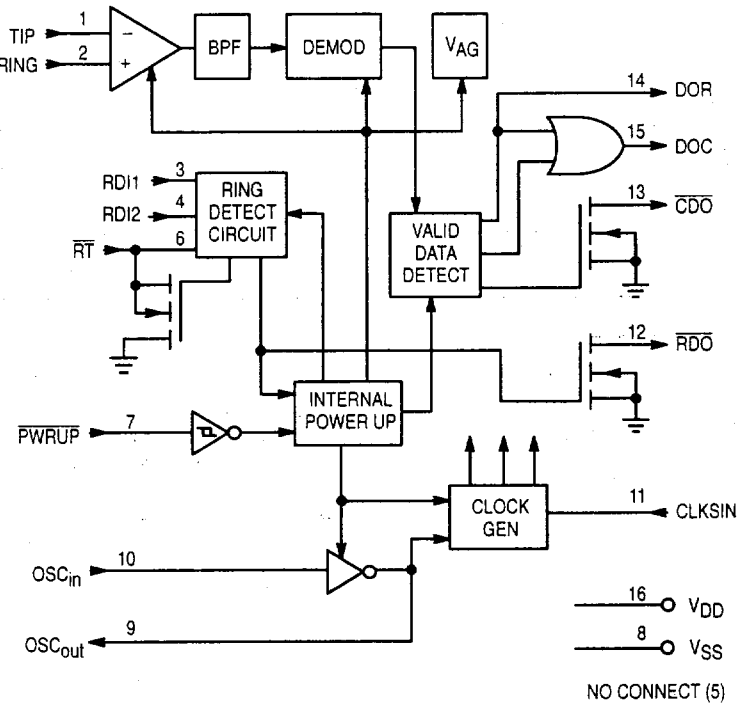 TIP
1
RING
2
BPF
DEMOD
VAG
14
DOR
15
DOC
RDI1
3
RDI2
4
RT
6
RING
DETECT
CIRCUIT
VALID
DATA
DETECT
13
CDO
12
RDO
INTERNAL
POWER UP
PWRUP
7
CLOCK
GEN
11
CLKSIN
OSCin
10
OSCout
9
16
VDD
8
VSS
NO CONNECT (5)